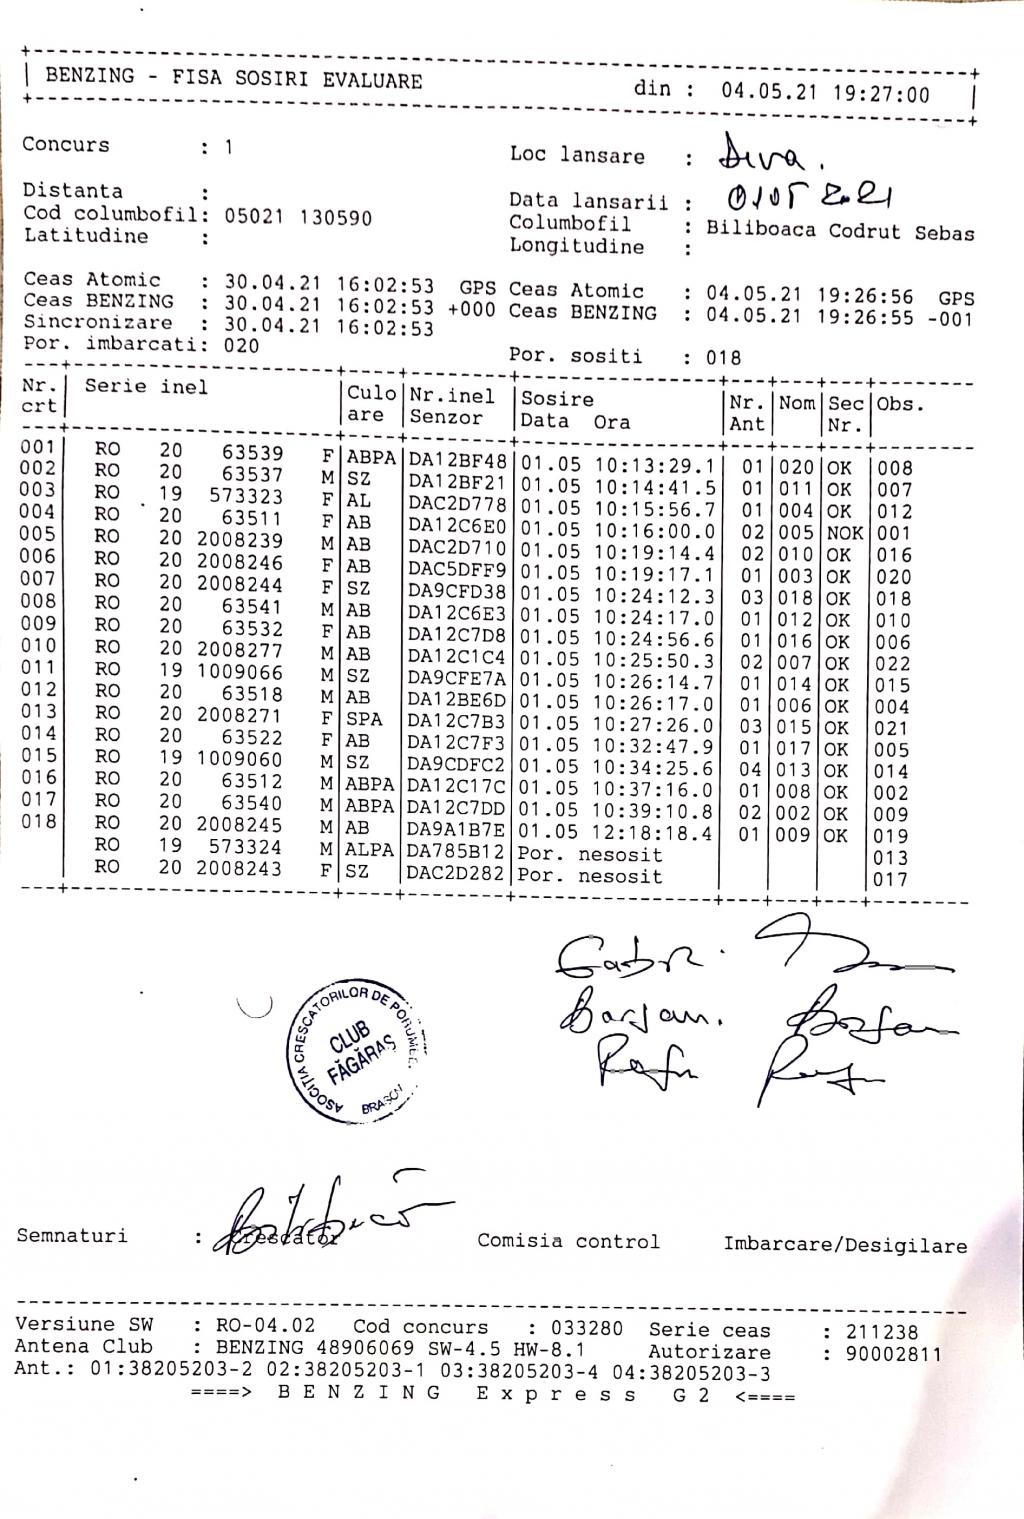 BENZING - FISA SOSIRI EVALUARE din : 04.05.21 19:27:00
Concurs : 1 Loc lansare : Deva.
Distanta : Data lansarii : 0105 2021
Cod columbofil: 05021 130590 Columbofil : Biliboaca Codrut Sebas
Latitudine : Longitudine :
Ceas Atomic : 30.04.21 16:02:53 GPS Ceas Atomic : 04.05.21 19:26:56 GPS
Ceas BENZING : 30.04.21 16:02:53 +000 Ceas BENZING : 04.05.21 19:26:55 -001
Sincronizare : 30.04.21 16:02:53
Por. imbarcati: 020 Por. sositi : 018
Nr. Serie inel Culo Nr.inel Sosire Nr. Nom Sec Obs.
crt are Senzor Data Ora Ant Nr.
001 RO 20 63539 F ABPA DA12BF48 01.05 10:13:29.1 01 020 OK 008
002 RO 20 63537 M SZ DA12BF21 01.05 10:14:41.5 01 011 OK 007
003 RO 19 573323 F AL DAC2D778 01.05 10:15:56.7 01 004 OK 012
004 RO 20 63511 F AB DA12C6E0 01.05 10:16:00.0 02 005 NOK 001
005 RO 20 2008239 M AB DAC2D710 01.05 10:19:14.4 02 010 OK 016
006 RO 20 2008246 F AB DAC5DFF9 01.05 10:19:17.1 01 003 OK 020
007 RO 20 2008244 F SZ DA9CFD38 01.05 10:24:12.3 03 018 OK 018
008 RO 20 63541 M AB DA12C6E3 01.05 10:24:17.0 01 012 OK 010
009 RO 20 63532 F AB DA12C7D8 01.05 10:24:56.6 01 016 OK 006
010 RO 20 2008277 M AB DA12C1C4 01.05 10:25:50.3 02 007 OK 022
011 RO 19 1009066 M SZ DA9CFE7A 01.05 10:26:14.7 01 014 OK 015
012 RO 20 63518 M AB DA12BE6D 01.05 10:26:17.0 01 006 OK 004
013 RO 20 2008271 F SPA DA12C7B3 01.05 10:27:26.0 03 015 OK 021
014 RO 20 63522 F AB DA12C7F3 01.05 10:32:47.9 01 017 OK 005
015 RO 19 1009060 M SZ DA9CDFC2 01.05 10:34:25.6 04 013 OK 014
016 RO 20 63512 M ABPA DA12C17C 01.05 10:37:16.0 01 008 OK 002
017 RO 20 63540 M ABPA DA12C7DD 01.05 10:39:10.8 02 002 OK 009
018 RO 20 2008245 M AB DA9A1B7E 01.05 12:18:18.4 01 009 OK 019
RO 19 573324 M ALPA DA785B12 Por. nesosit 013
RO 20 2008243 F SZ DAC2D282 Por. nesosit 017
ASOCIȚIA CRESCATORILOR DE PORUMEI
CLUB
FĂGĂRAȘ
BRAȘOV
Semnaturi : Crescator Comisia control Imbarcare/Desigilare
Versiune SW : RO-04.02 Cod concurs : 033280 Serie ceas : 211238
Antena Club : BENZING 48906069 SW-4.5 HW-8.1 Autorizare : 90002811
Ant.: 01:38205203-2 02:38205203-1 03:38205203-4 04:38205203-3
====> B E N Z I N G E x p r e s s G 2 <====